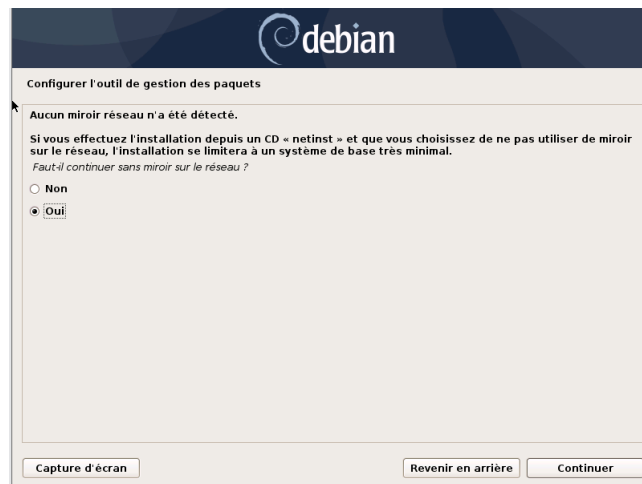 debian
Configurer l'outil de gestion des paquets
Aucun miroir réseau n'a été détecté.
Si vous effectuez l'installation depuis un CD « netinst » et que vous choisissez de ne pas utiliser de miroir
sur le réseau, l'installation se limitera à un système de base très minimal.
Faut-il continuer sans miroir sur le réseau ?
Non
Oui
Capture d'écran
Revenir en arrière
Continuer